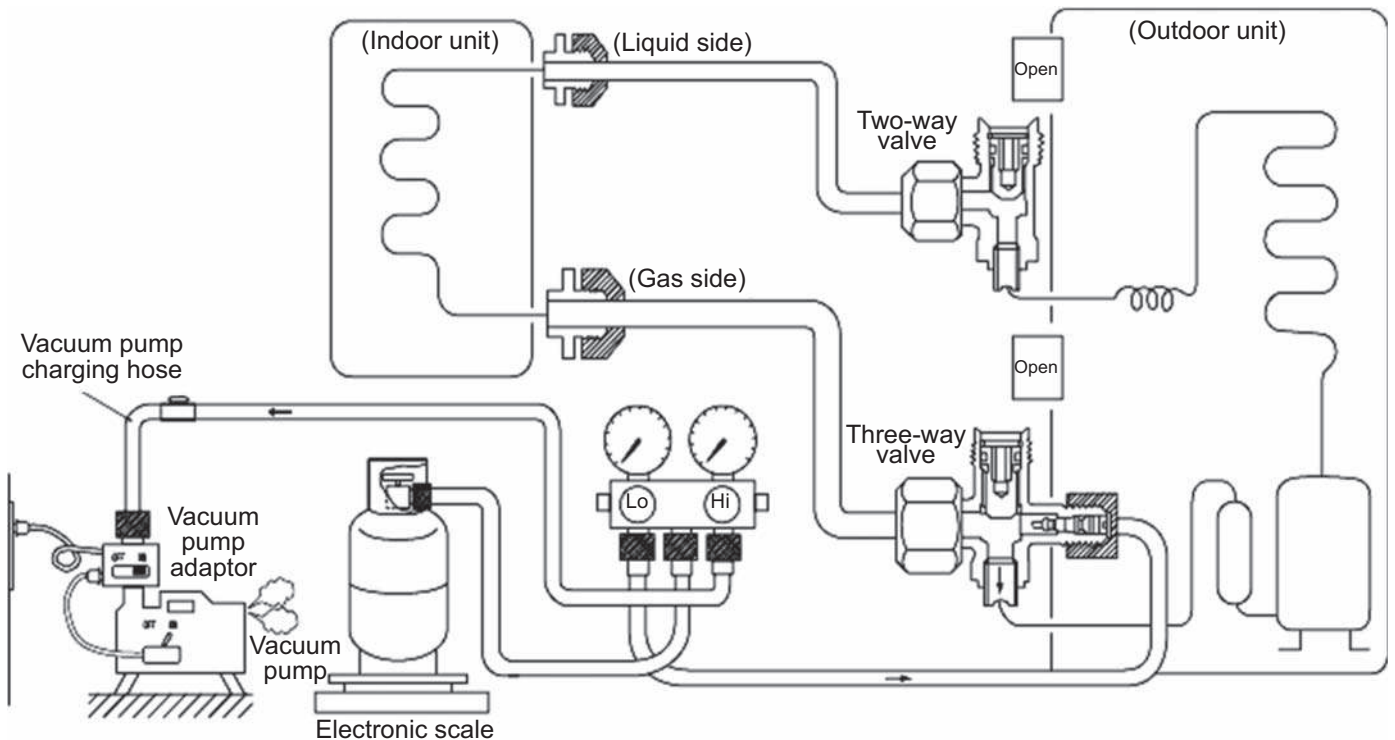 (Indoor unit)
(Liquid side)
Open
(Outdoor unit)
Two-way
valve
(Gas side)
Vacuum pump
charging hose
Open
Three-way
valve
Lo
Hi
Vacuum
pump
adaptor
Vacuum
pump
Electronic scale